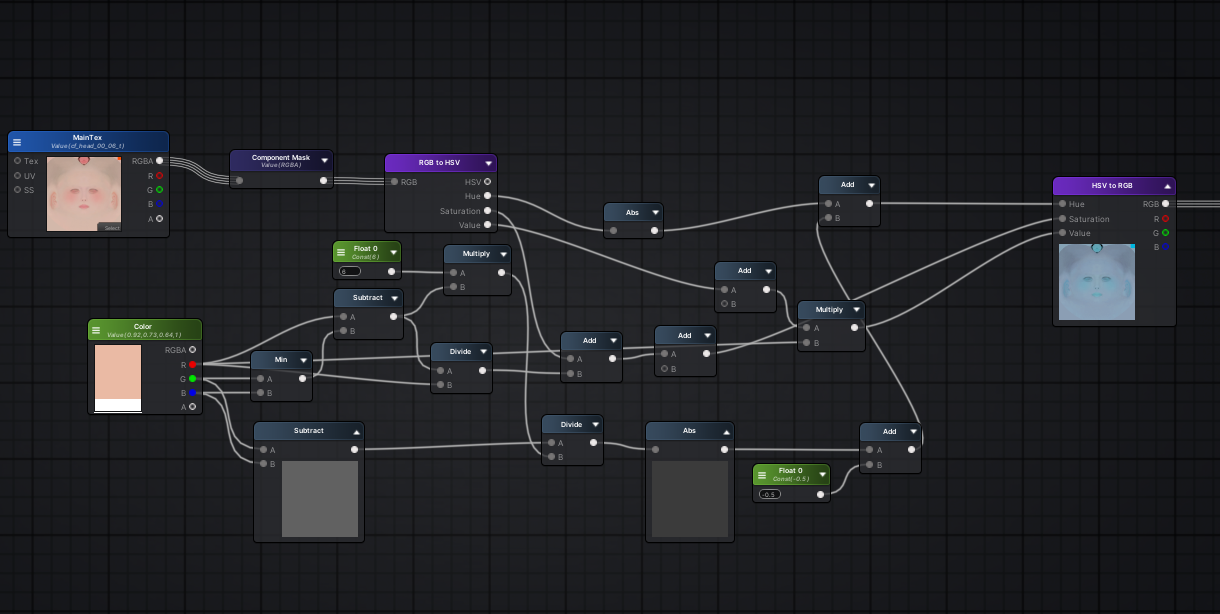 MainTex
Value(cf_head_00_06_t)
Tex
UV
SS
RGBA
R
G
B
A
Select
Component Mask
Value(RGBA)
RGB to HSV
RGB
HSV
Hue
Saturation
Value
Float 0
Const(6)
6
Multiply
A
B
Subtract
A
B
Color
Value(0.92,0.73,0.64,1)
RGBA
R
G
B
A
Min
A
B
Divide
A
B
Subtract
A
B
Abs
Add
A
B
Add
A
B
Add
A
B
Multiply
A
B
Add
A
B
Divide
A
B
Abs
Float 0
Const(-0.5)
-0.5
Add
A
B
HSV to RGB
Hue
Saturation
Value
RGB
R
G
B